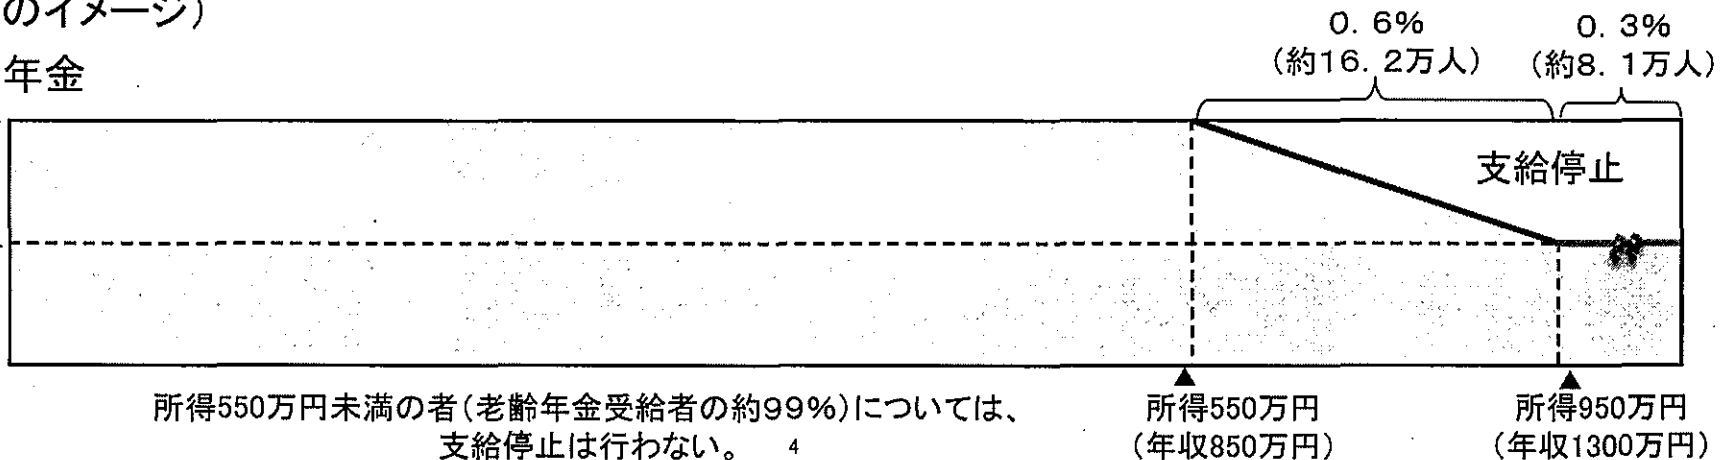 のイメージ)
年金
0.6%
(約16.2万人)
0.3%
(約8.1万人)
支給停止
所得550万円未満の者(老齢年金受給者の約99%)については、
支給停止は行わない。
4
所得550万円
(年収850万円)
所得950万円
(年収1300万円)